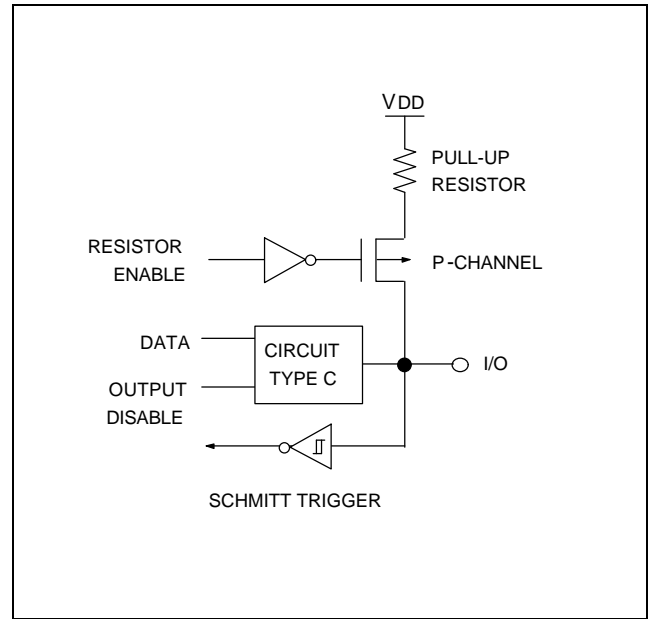 VDD
PULL-UP
RESISTOR
RESISTOR
ENABLE
P-CHANNEL
DATA
CIRCUIT
TYPE C
I/O
OUTPUT
DISABLE
SCHMITT TRIGGER